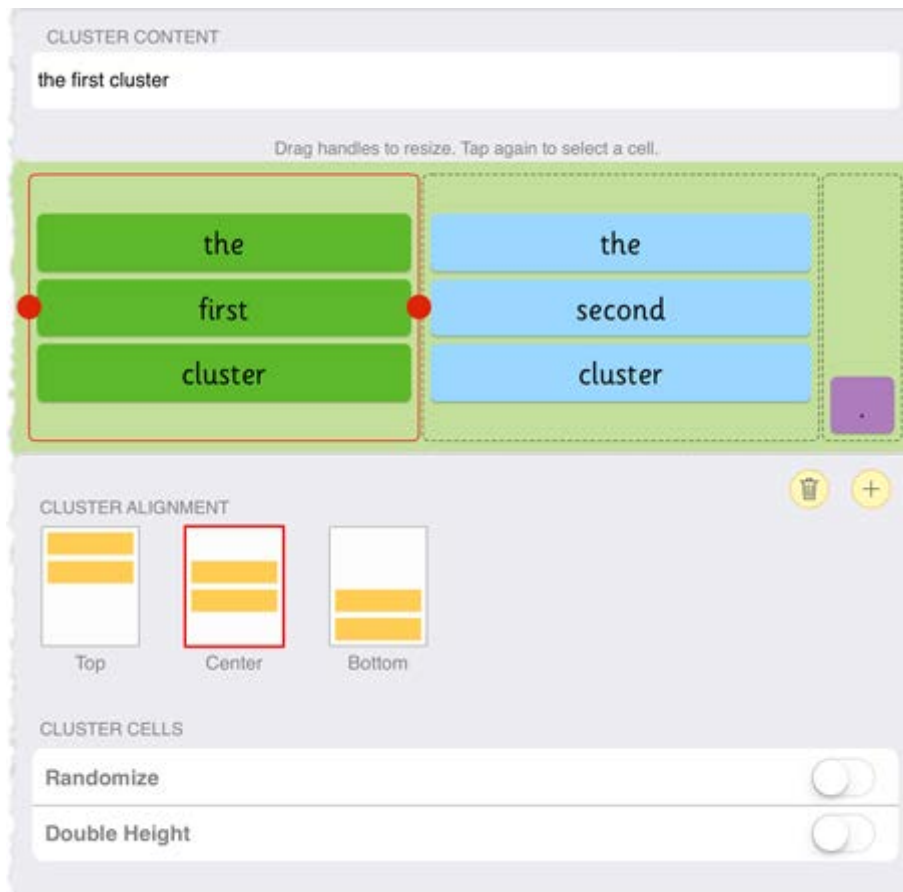 CLUSTER CONTENT
the first cluster
Drag handles to resize. Tap again to select a cell.
the
first
cluster
the
second
cluster
.
CLUSTER ALIGNMENT
Top
Center
Bottom
CLUSTER CELLS
Randomize
Double Height